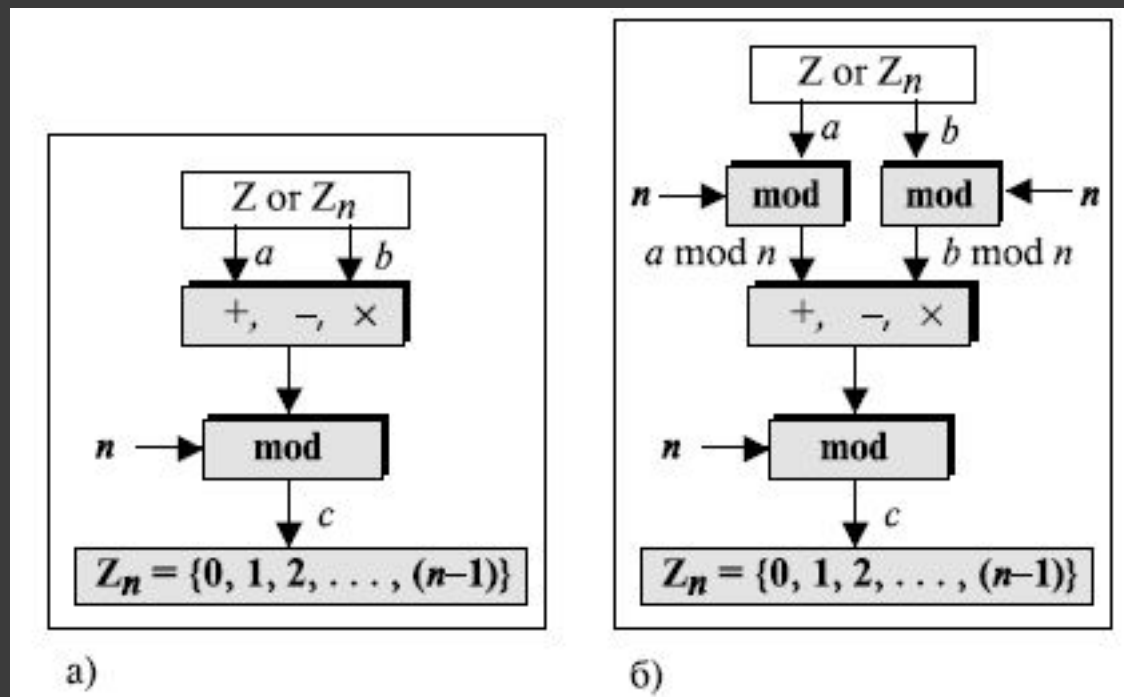 Z or Zn
a b
+, –, ×
n mod
c
Zn = {0, 1, 2, . . . , (n–1)}
а)
Z or Zn
a b
n mod mod n
a mod n b mod n
+, –, ×
n mod
c
Zn = {0, 1, 2, . . . , (n–1)}
б)